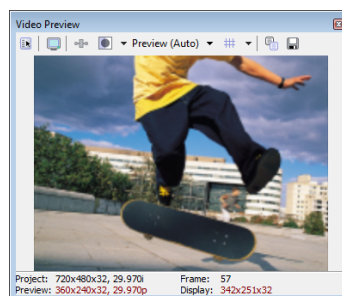 Video Preview
Preview (Auto)
Project: 720x480x32, 29.970i Frame: 57
Preview: 360x240x32, 29.970p Display: 342x251x32